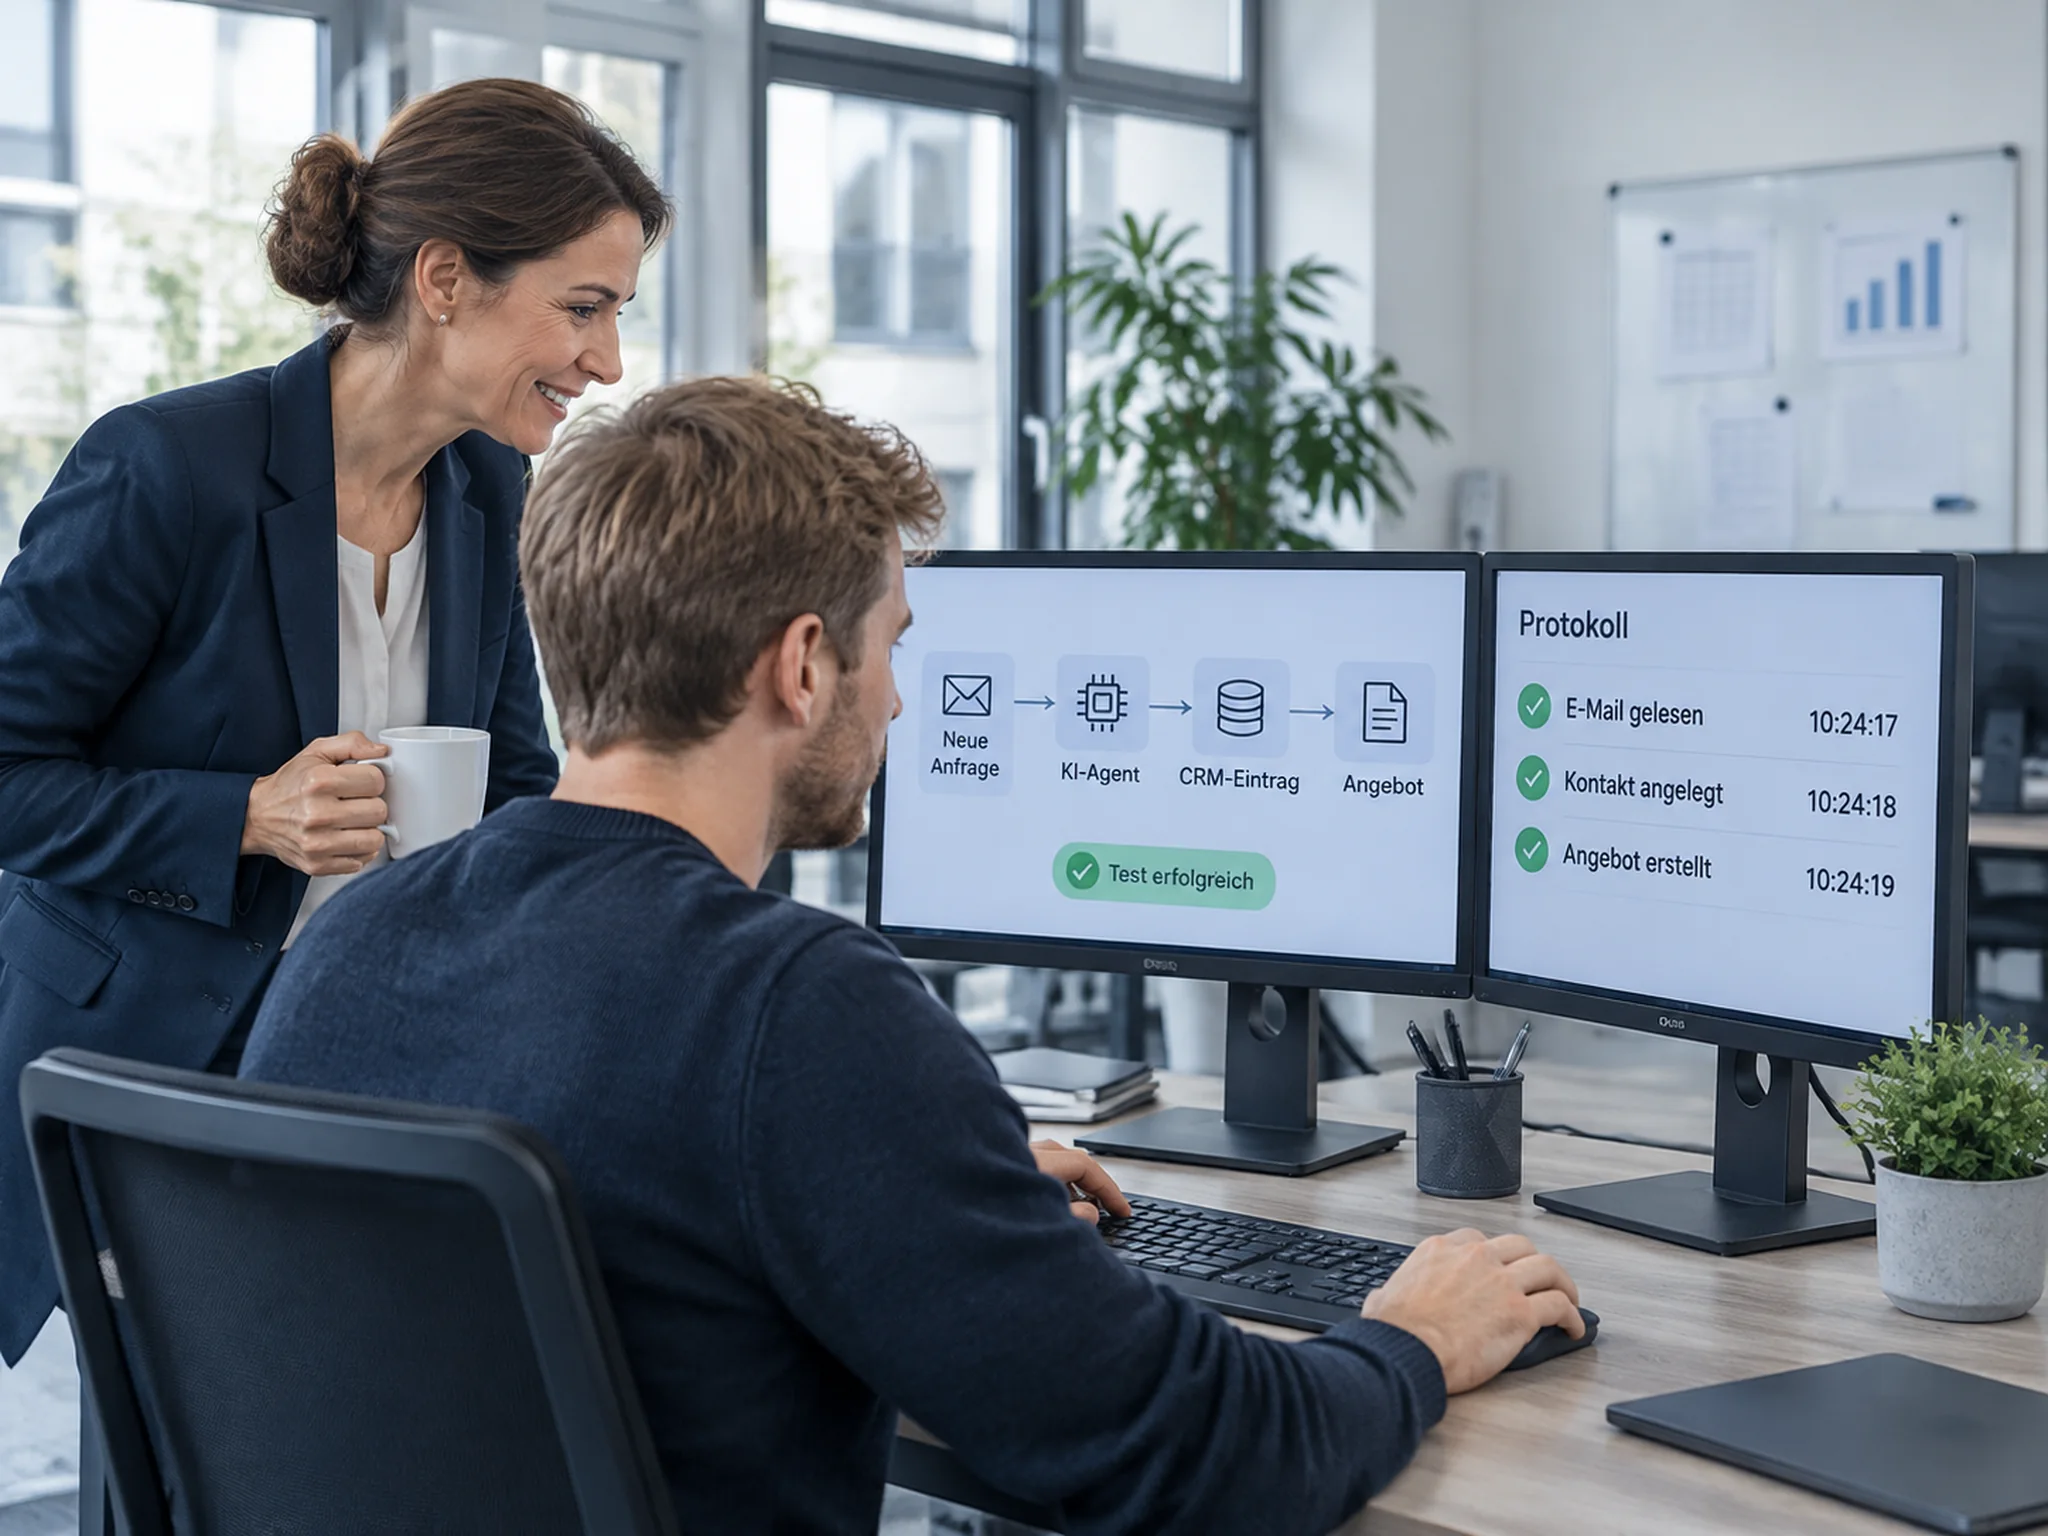 Neue
Anfrage
KI-Agent
CRM-Eintrag
Angebot
Test erfolgreich
Protokoll
E-Mail gelesen 10:24:17
Kontakt angelegt 10:24:18
Angebot erstellt 10:24:19